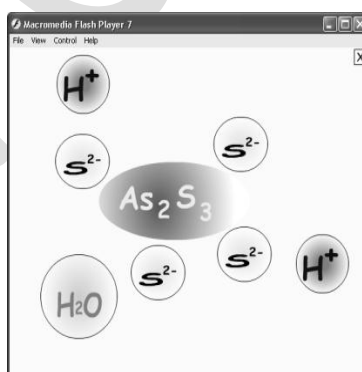 Macromedia Flash Player 7
File View Control Help
X
H⁺
S²⁻
S²⁻
As₂S₃
S²⁻
S²⁻
H⁺
H₂O